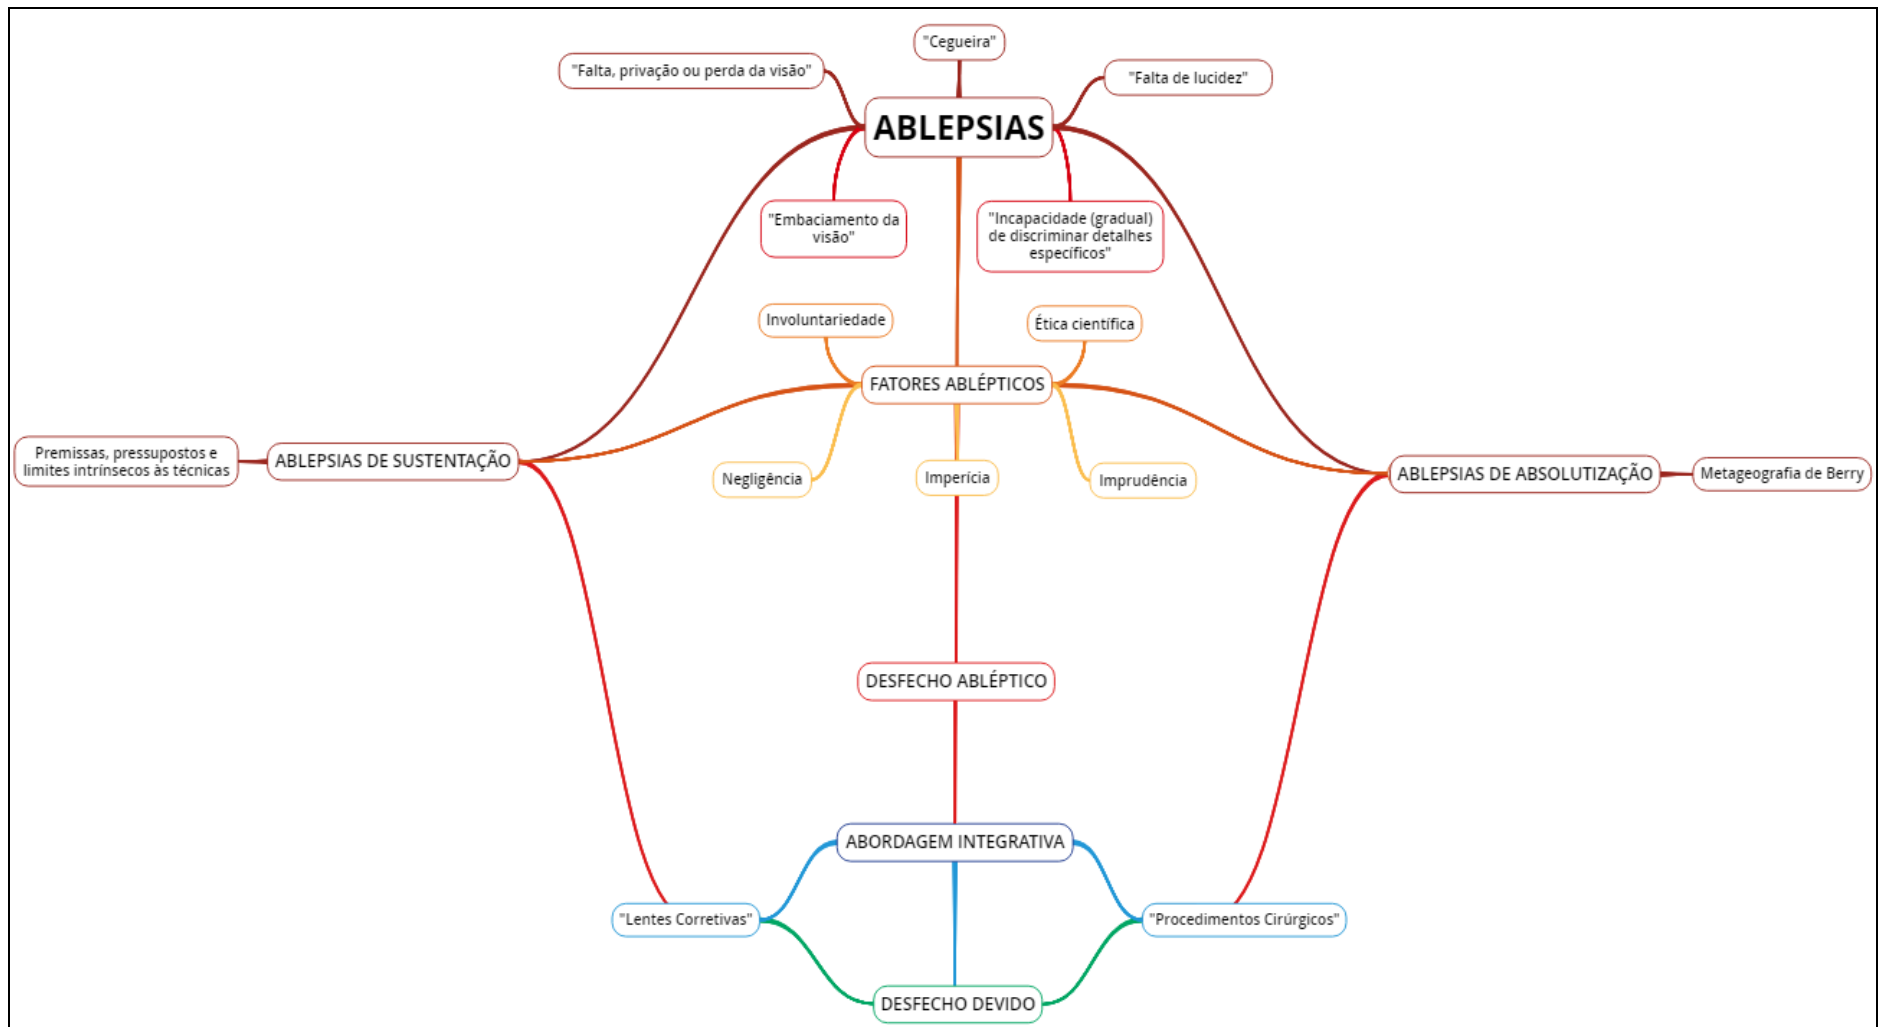 "Cegueira"
"Falta, privação ou perda da visão"
"Falta de lucidez"
ABLEPSIAS
"Embaciamento da
visão"
"Incapacidade (gradual)
de discriminar detalhes
específicos"
Involuntariedade
Ética científica
FATORES ABLÉPTICOS
Premissas, pressupostos e
limites intrínsecos às técnicas
ABLEPSIAS DE SUSTENTAÇÃO
Negligência
Imperícia
Imprudência
ABLEPSIAS DE ABSOLUTIZAÇÃO
Metageografia de Berry
DESFECHO ABLÉPTICO
ABORDAGEM INTEGRATIVA
"Lentes Corretivas"
"Procedimentos Cirúrgicos"
DESFECHO DEVIDO